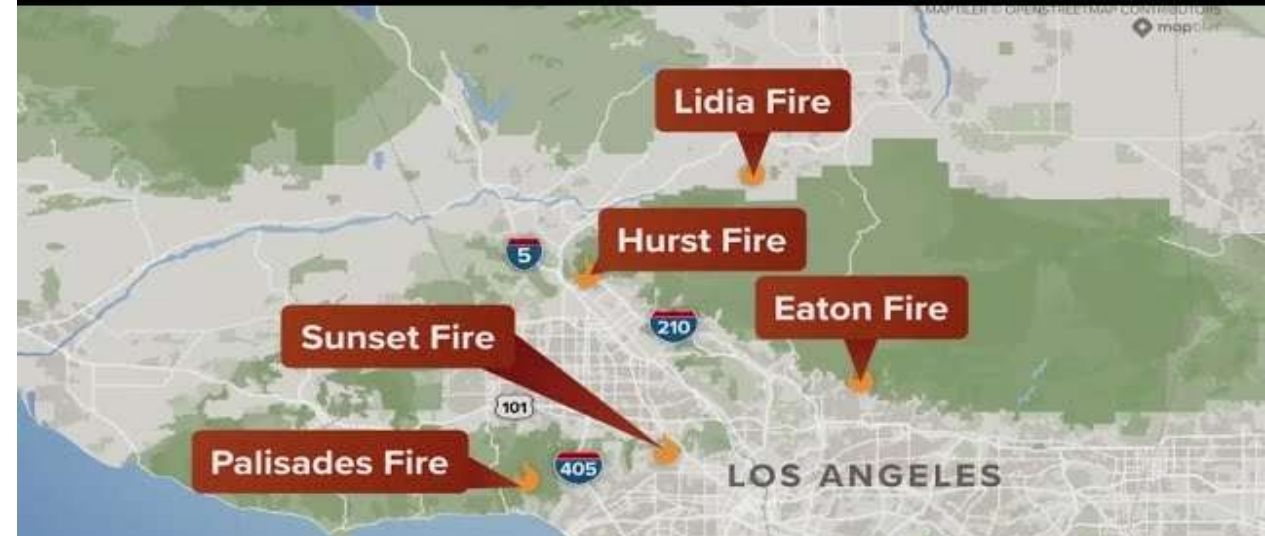 MAPTILER © OPENSTREETMAP CONTRIBUTORS
maptiler
Lidia Fire
Hurst Fire
5
Eaton Fire
210
Sunset Fire
101
Palisades Fire
405
LOS ANGELES